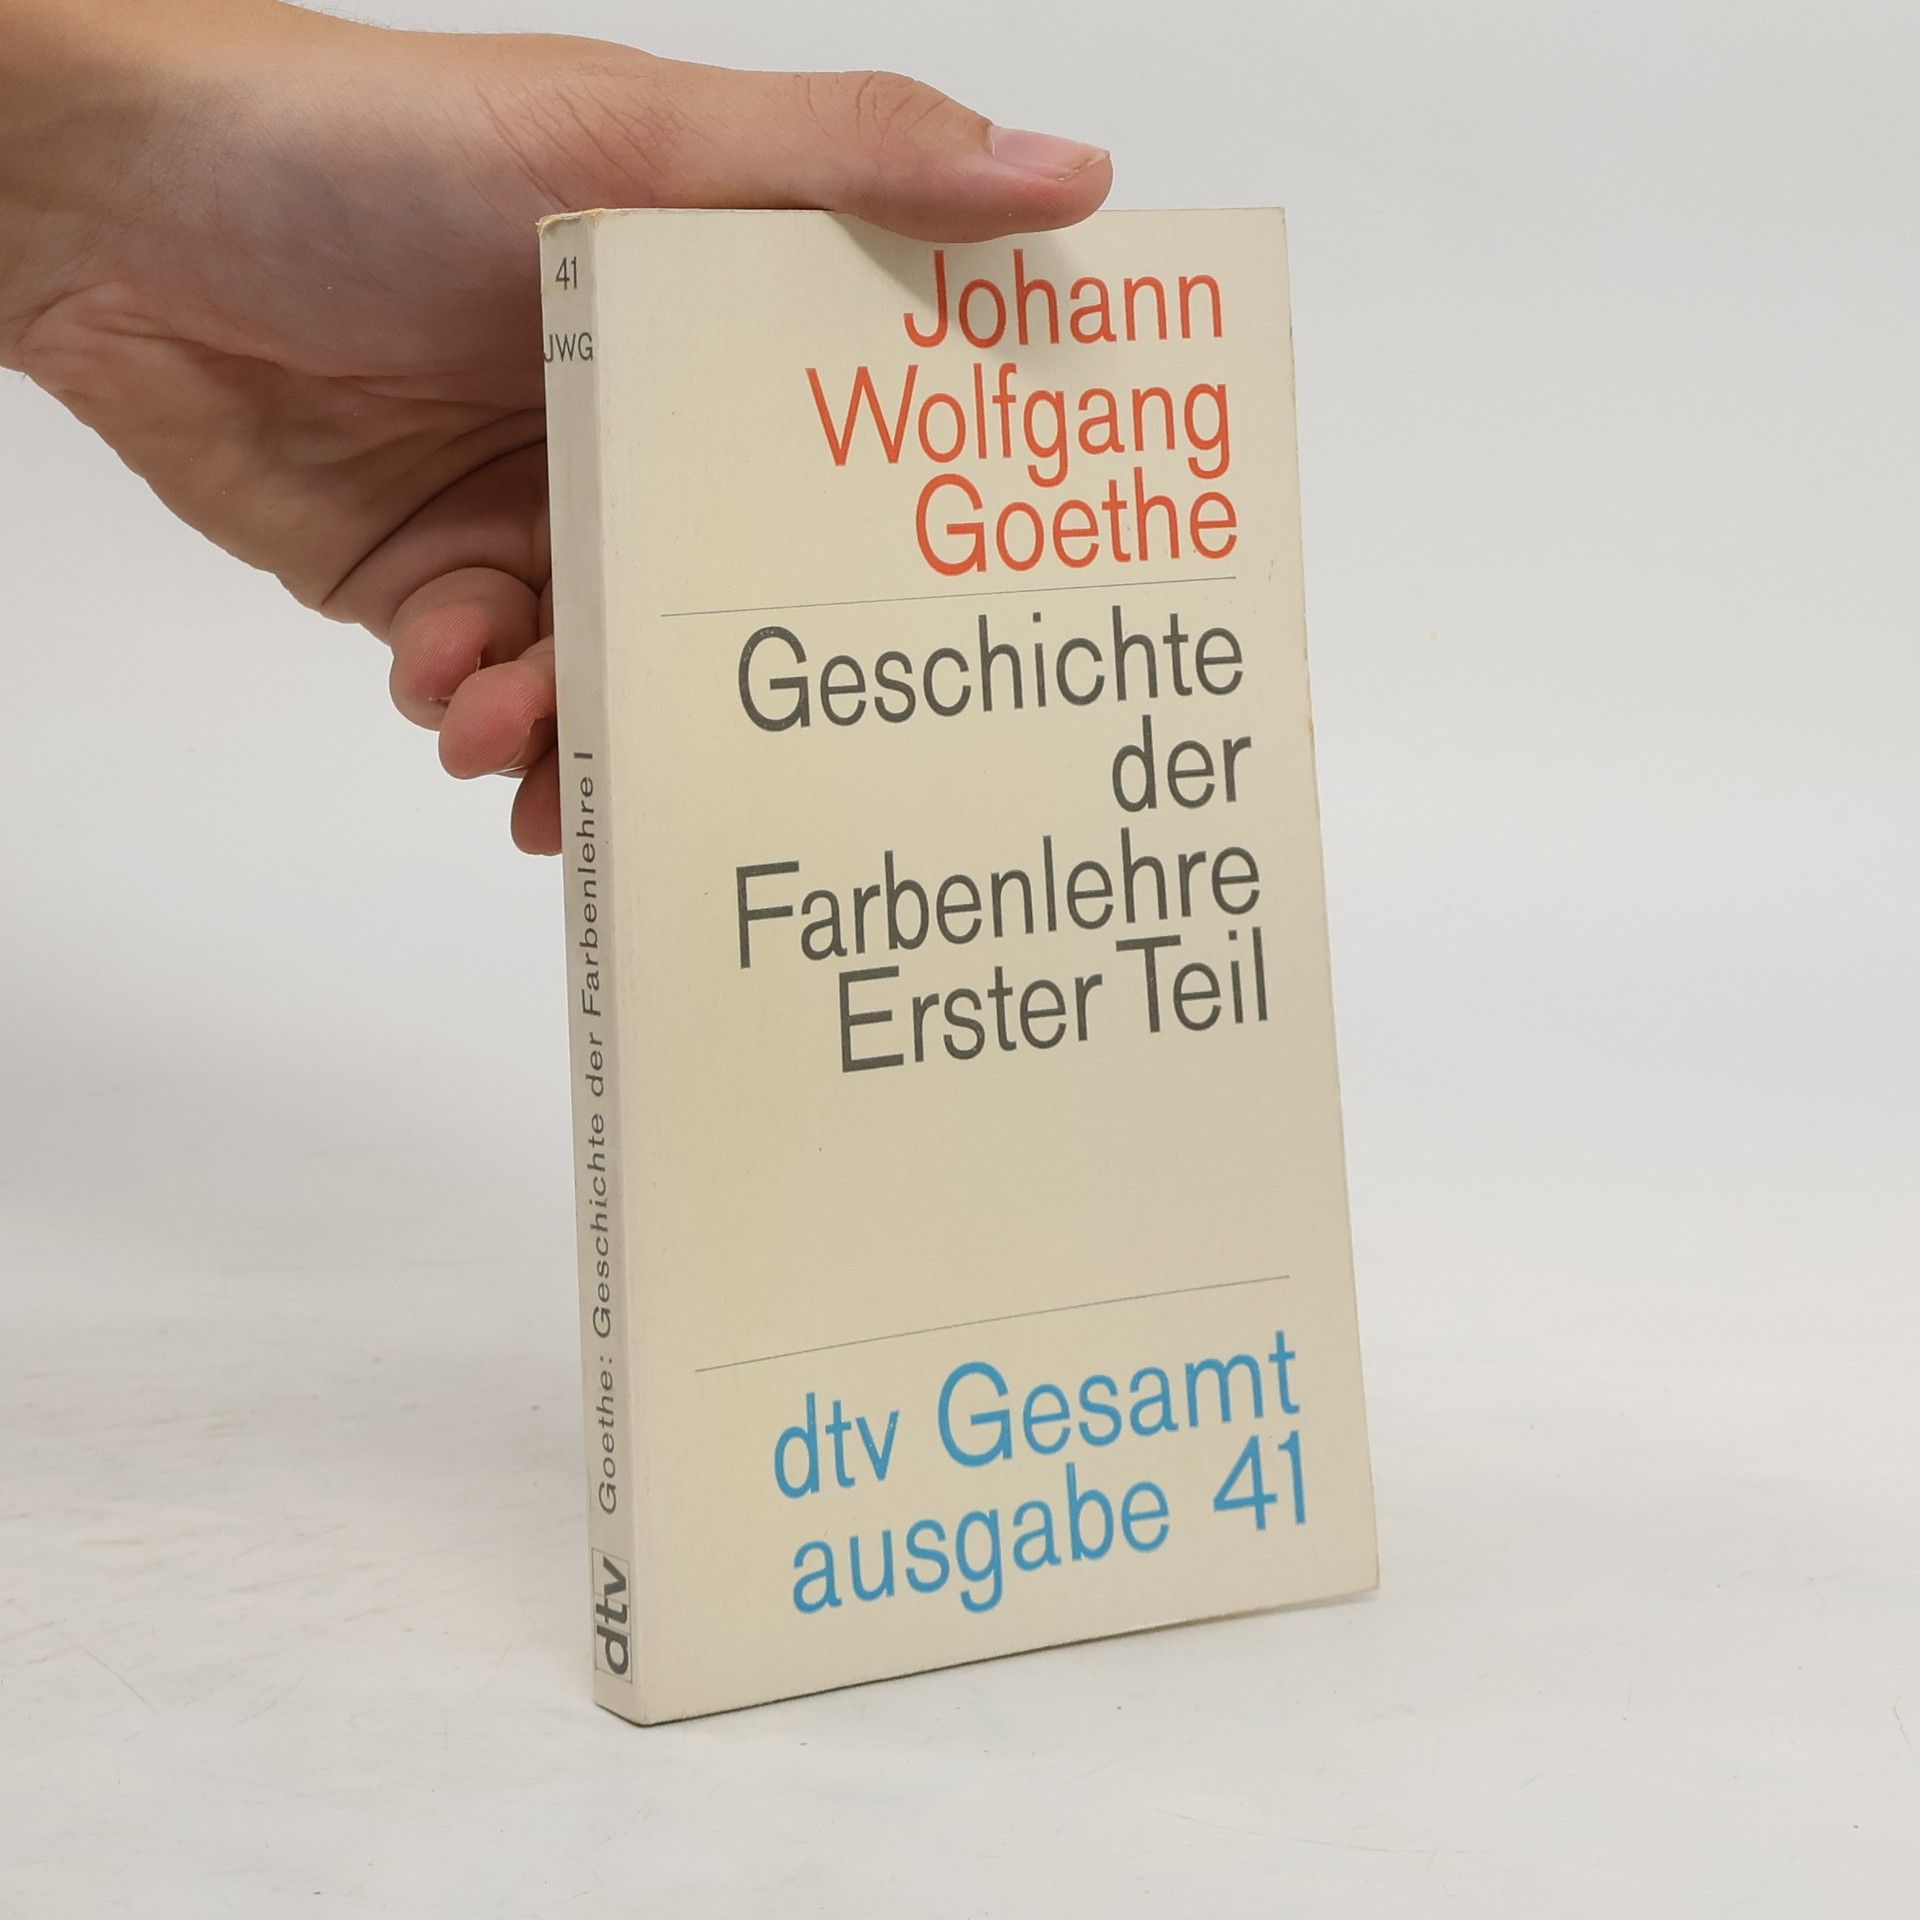 41
JWG
Goethe: Geschichte der Farbenlehre I
dtv
Johann
Wolfgang
Goethe
Geschichte
der
Farbenlehre
Erster Teil
dtv Gesamt
ausgabe 41